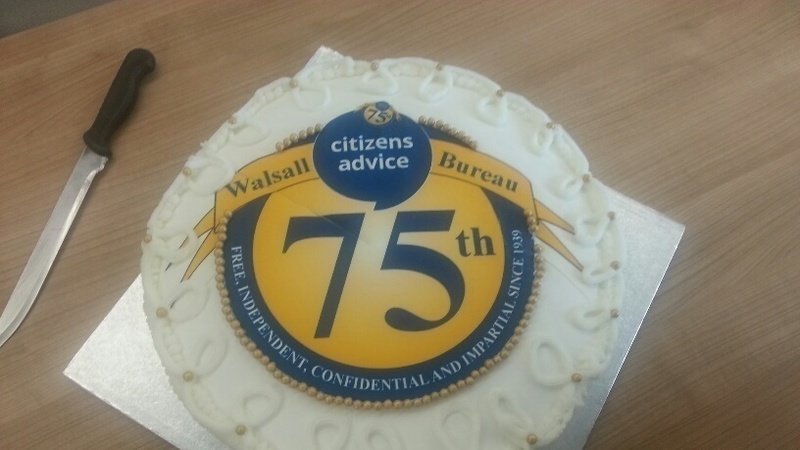 75th
citizens
advice
Walsall Bureau
75th
FREE, INDEPENDENT, CONFIDENTIAL AND IMPARTIAL SINCE 1939